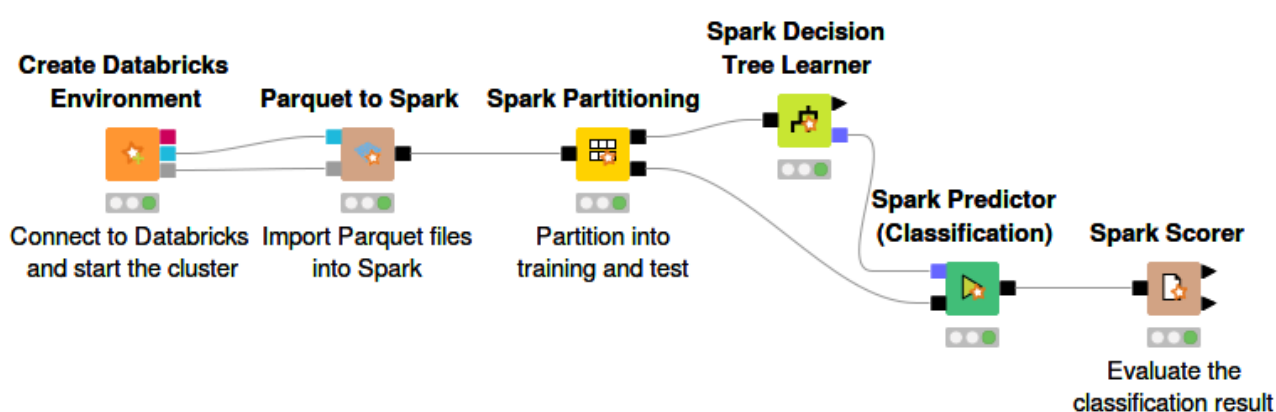 Create Databricks
Environment
Connect to Databricks
and start the cluster
Parquet to Spark
Import Parquet files
into Spark
Spark Partitioning
Partition into
training and test
Spark Decision
Tree Learner
Spark Predictor
(Classification)
Spark Scorer
Evaluate the
classification result